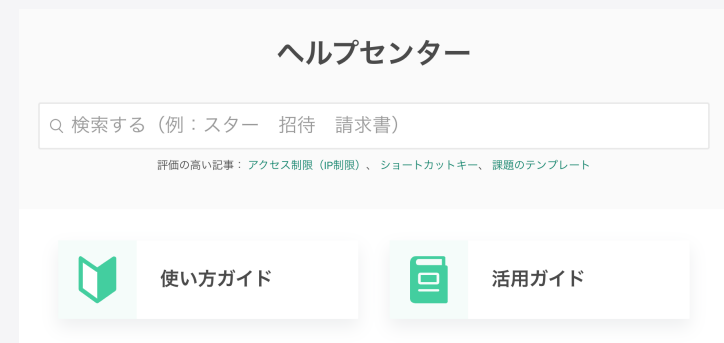 ヘルプセンター
検索する（例：スター　招待　請求書）
評価の高い記事： アクセス制限（IP制限）、 ショートカットキー、 課題のテンプレート
使い方ガイド
活用ガイド